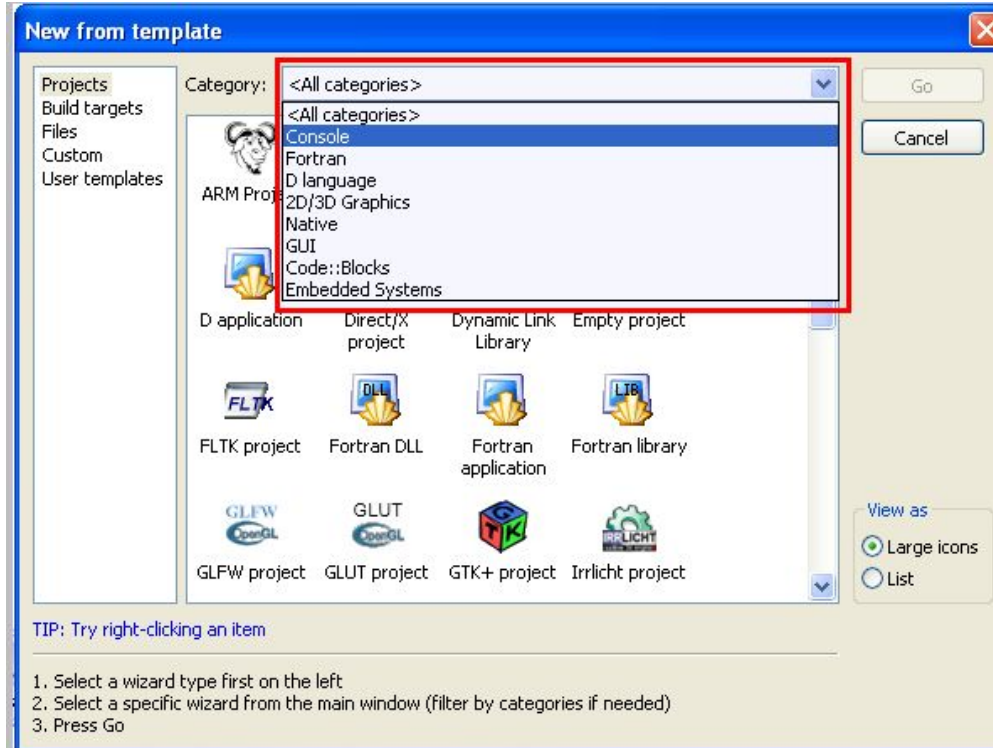 New from template
Projects
Build targets
Files
Custom
User templates
Category:
<All categories>
<All categories>
Console
Fortran
D language
2D/3D Graphics
Native
GUI
Code::Blocks
Embedded Systems
Go
Cancel
ARM Proj
D application
Direct/X project
Dynamic Link Library
Empty project
FLTK
DLL
LIB
FLTK project
Fortran DLL
Fortran application
Fortran library
GLFW
OpenGL
GLUT
OpenGL
GTK
IRRLICHT
GLFW project
GLUT project
GTK+ project
Irrlicht project
View as
Large icons
List
TIP: Try right-clicking an item
1. Select a wizard type first on the left
2. Select a specific wizard from the main window (filter by categories if needed)
3. Press Go